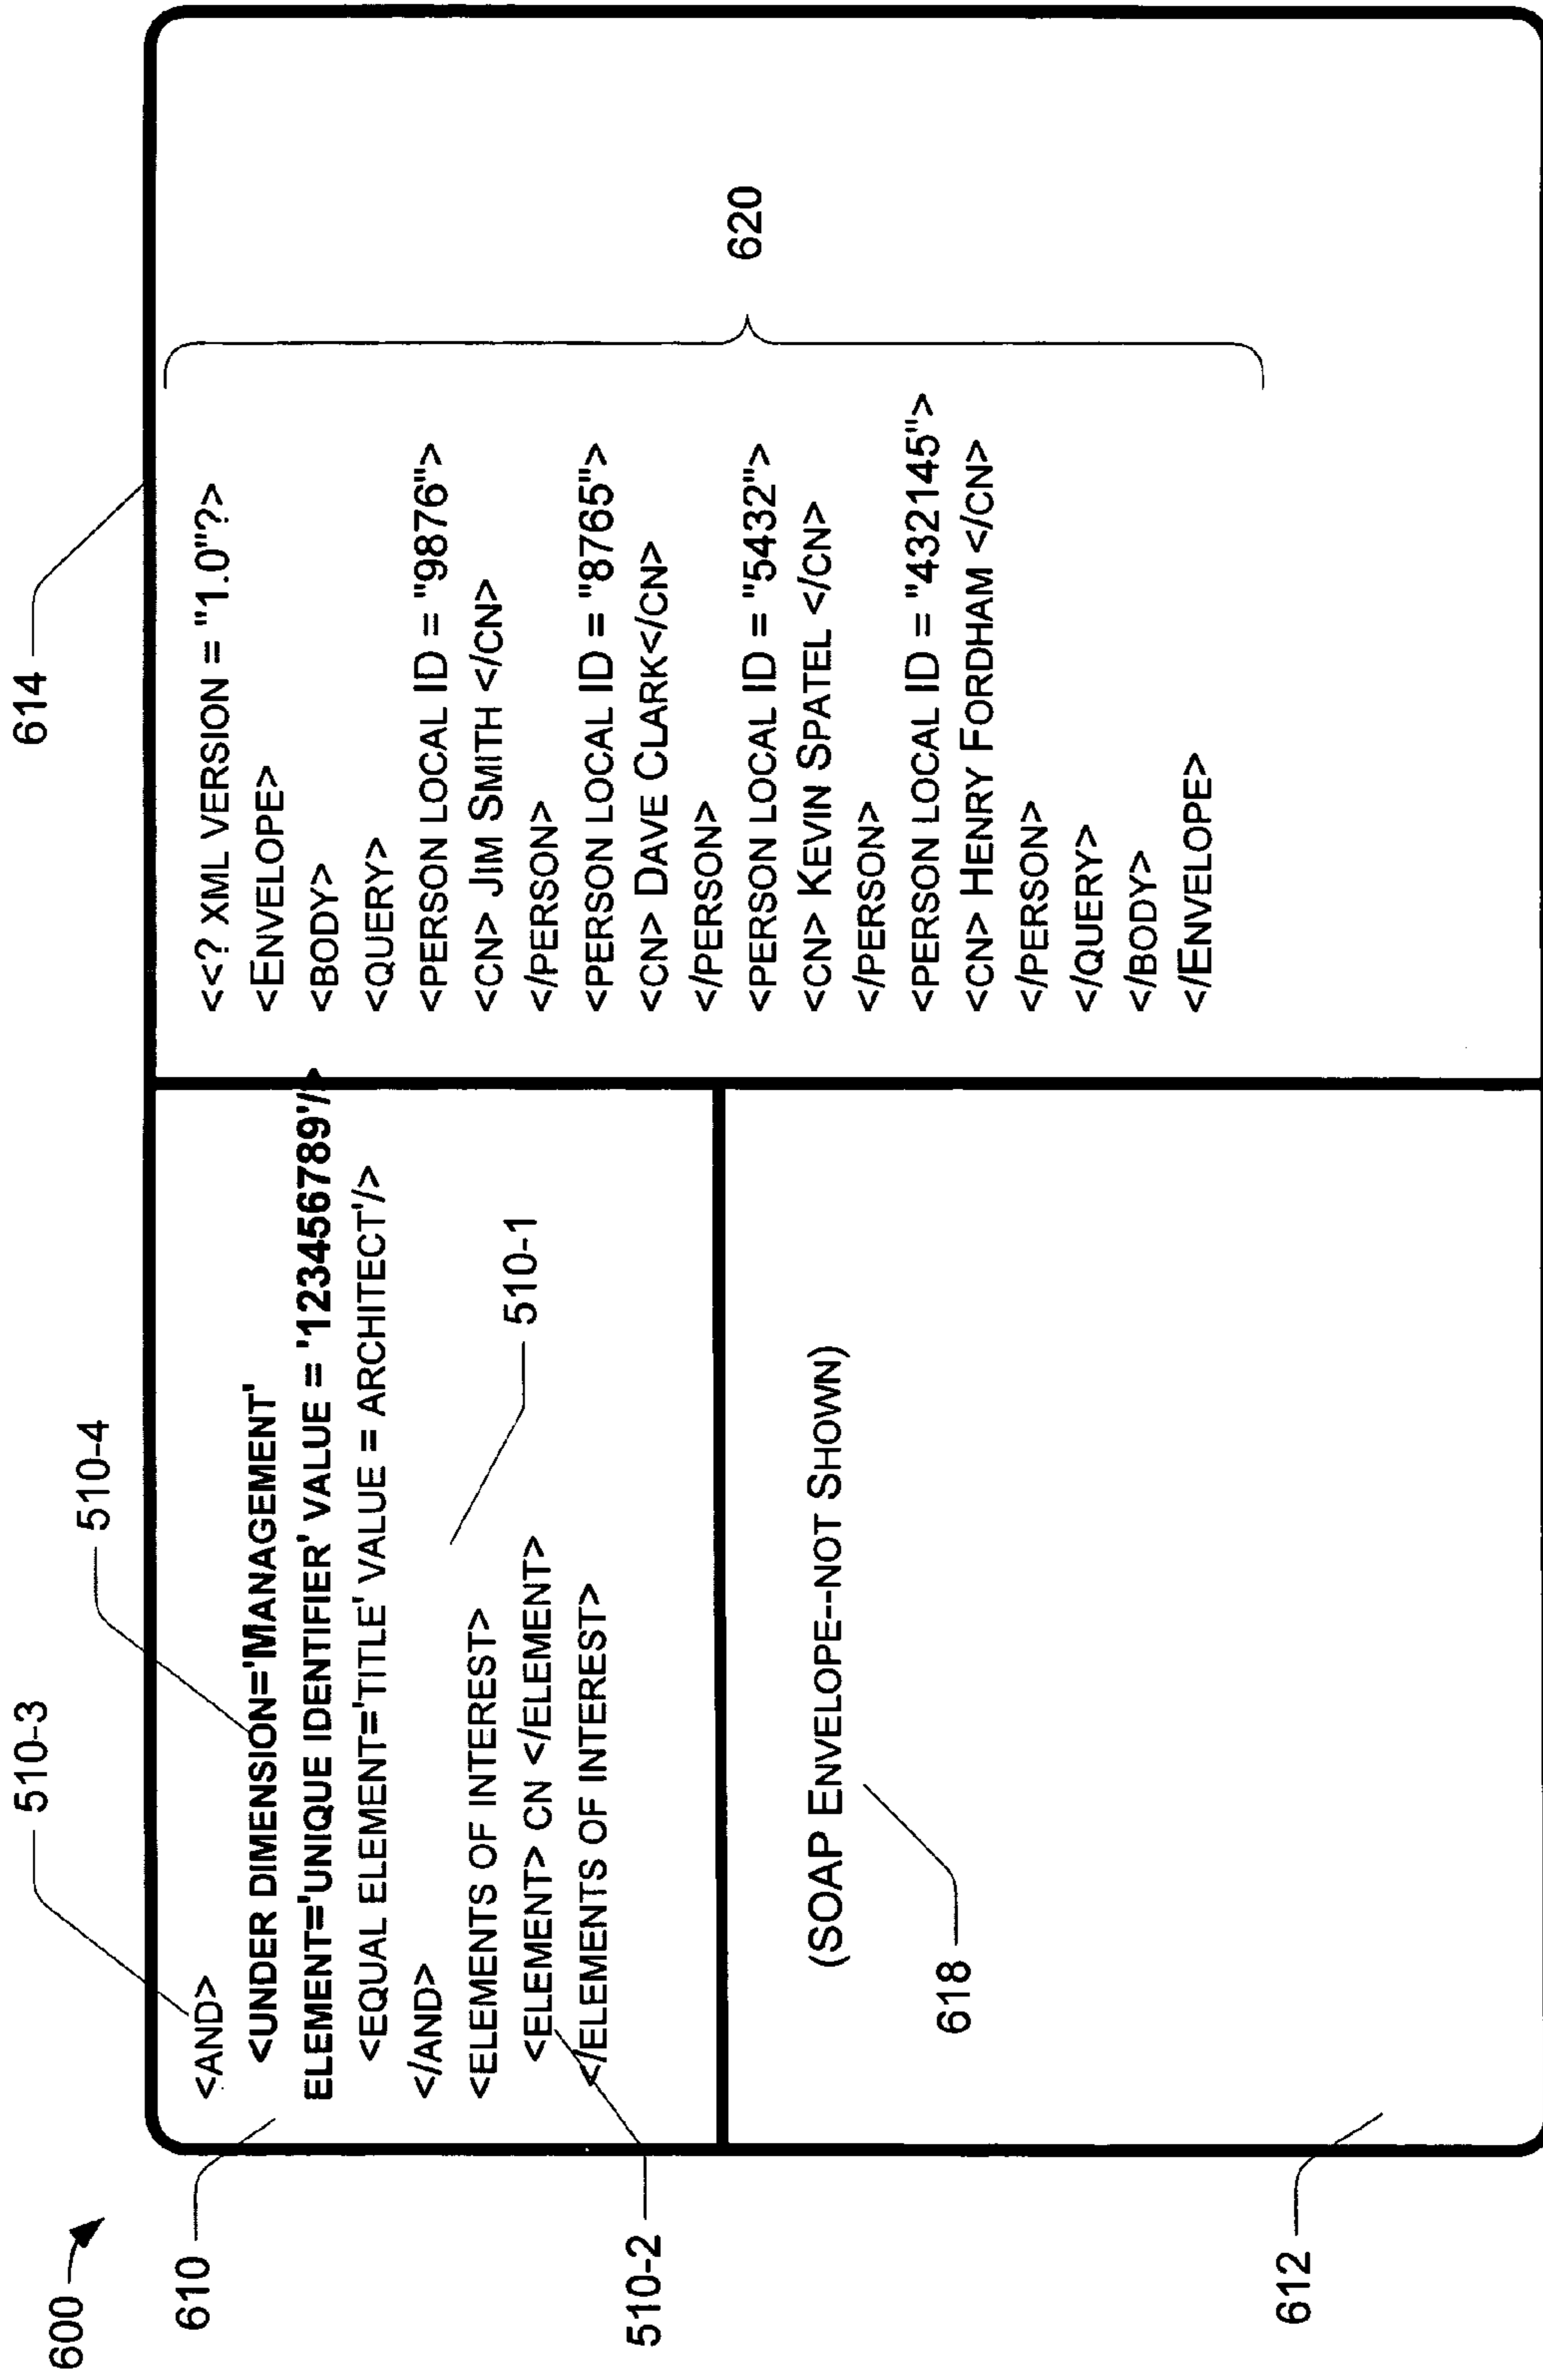 600
610
510-3
510-4
614
<AND>
<UNDER DIMENSION='MANAGEMENT'
ELEMENT='UNIQUE IDENTIFIER' VALUE = '123456789'/
<EQUAL ELEMENT='TITLE' VALUE = ARCHITECT'/>
</AND>
<ELEMENTS OF INTEREST>
<ELEMENT> CN </ELEMENT>
</ELEMENTS OF INTEREST>
510-1
510-2
(SOAP ENVELOPE--NOT SHOWN)
618
612
<<? XML VERSION = "1.0"?>
<ENVELOPE>
<BODY>
<QUERY>
<PERSON LOCAL ID = "9876">
<CN> JIM SMITH </CN>
</PERSON>
<PERSON LOCAL ID = "8765">
<CN> DAVE CLARK</CN>
</PERSON>
<PERSON LOCAL ID = "5432">
<CN> KEVIN SPATEL </CN>
</PERSON>
<PERSON LOCAL ID = "432145">
<CN> HENRY FORDHAM </CN>
</PERSON>
</QUERY>
</BODY>
</ENVELOPE>
620